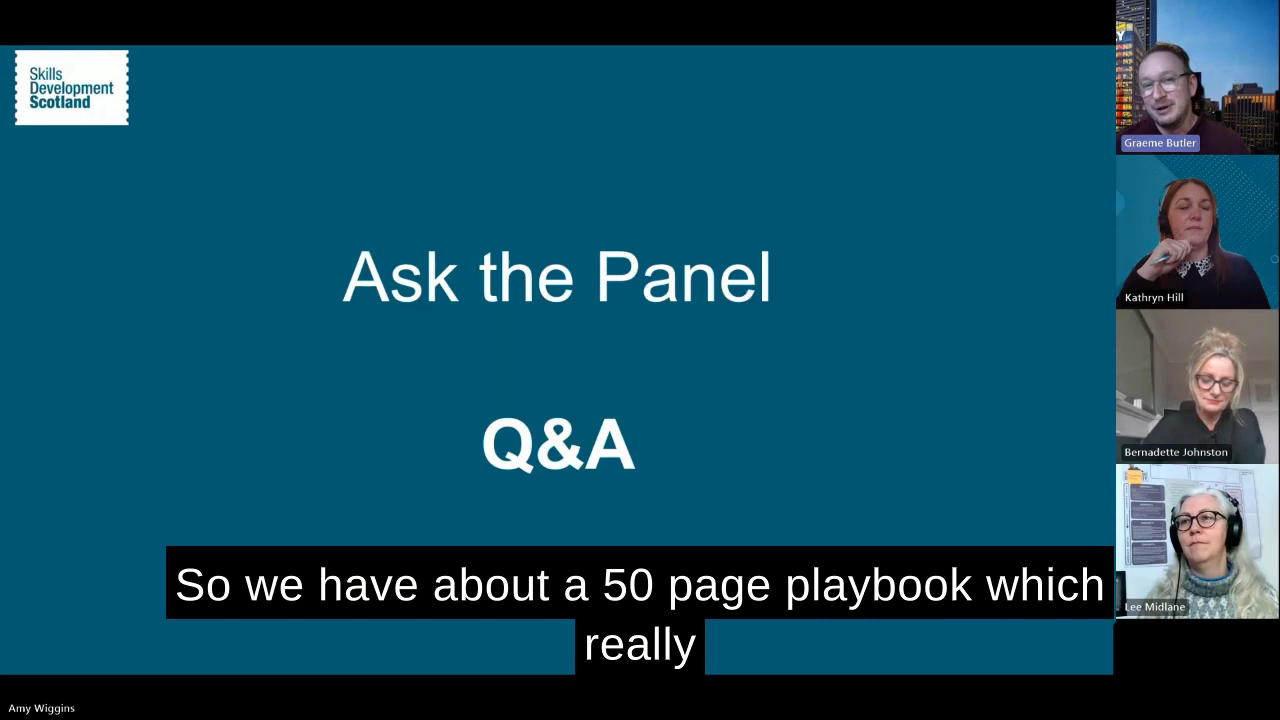 Skills
Development
Scotland
Ask the Panel
Q&A
So we have about a 50 page playbook which
really
Graeme Butler
Kathryn Hill
Bernadette Johnston
Lee Midlane
Amy Wiggins